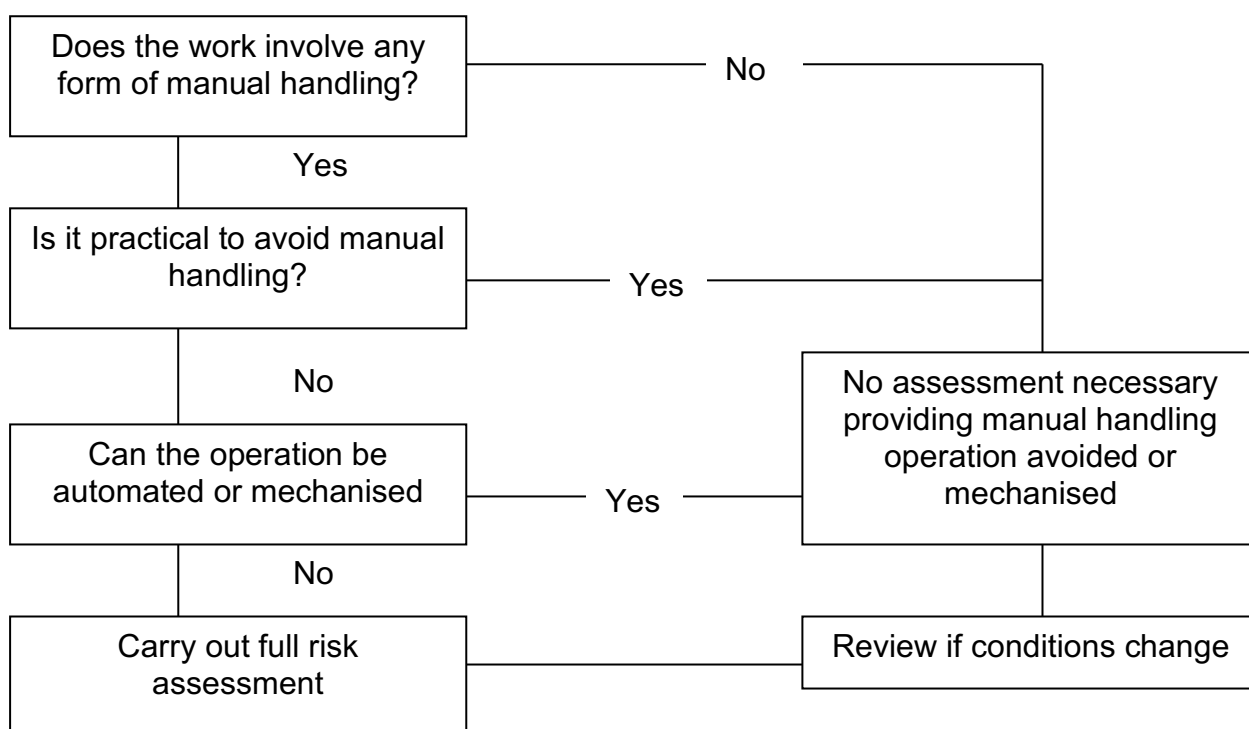 Does the work involve any
form of manual handling?
No
Yes
Is it practical to avoid manual
handling?
Yes
No
No assessment necessary
providing manual handling
operation avoided or
mechanised
Can the operation be
automated or mechanised
Yes
No
Carry out full risk
assessment
Review if conditions change